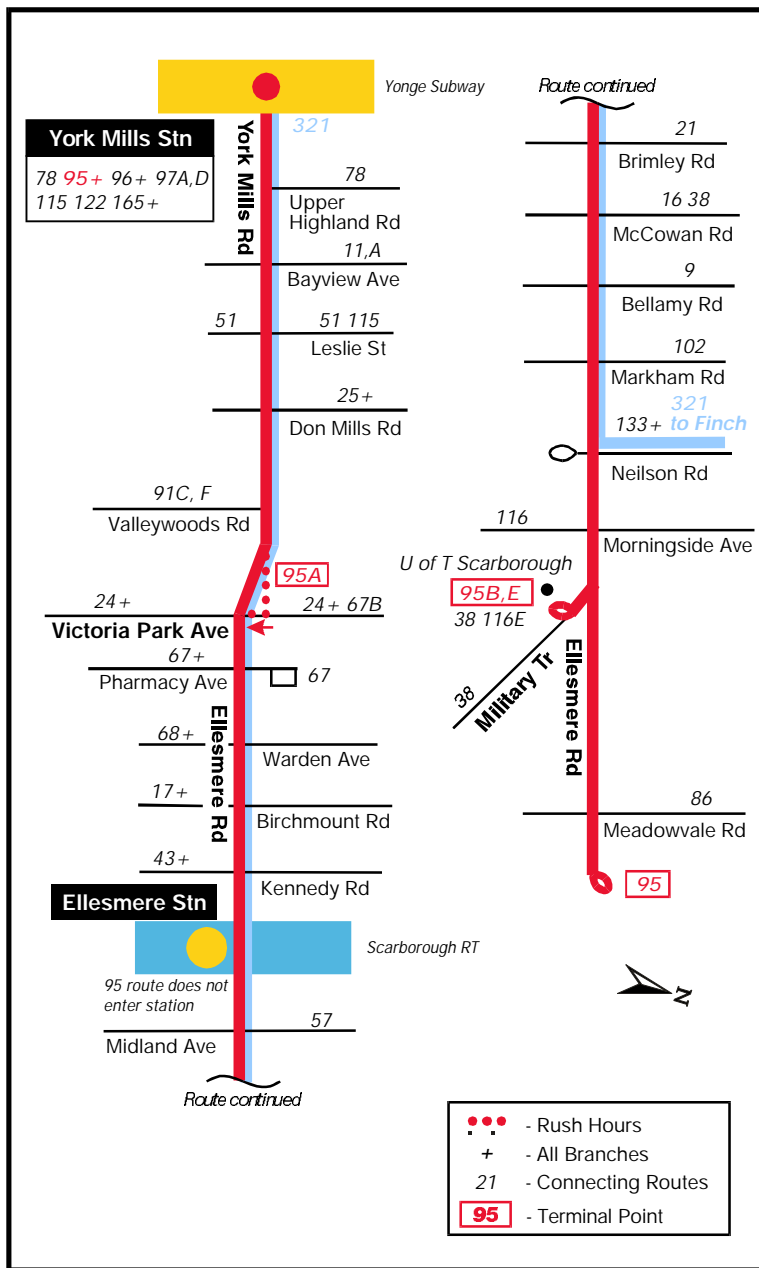 Yonge Subway
York Mills Stn
78 95+ 96+ 97A,D
115 122 165+
York Mills Rd
321
78
Upper
Highland Rd
11,A
Bayview Ave
51
51 115
Leslie St
25+
Don Mills Rd
91C, F
Valleywoods Rd
95A
24+
24+ 67B
Victoria Park Ave
67+
Pharmacy Ave
67
Ellesmere Rd
68+
Warden Ave
17+
Birchmount Rd
43+
Kennedy Rd
Ellesmere Stn
Scarborough RT
95 route does not
enter station
57
Midland Ave
Route continued
Route continued
21
Brimley Rd
16 38
McCowan Rd
9
Bellamy Rd
102
Markham Rd
321
to Finch
133+
Neilson Rd
116
Morningside Ave
U of T Scarborough
95B,E
38 116E
38
Military Tr
Ellesmere Rd
86
Meadowvale Rd
95
N
- Rush Hours
+ - All Branches
21 - Connecting Routes
95 - Terminal Point